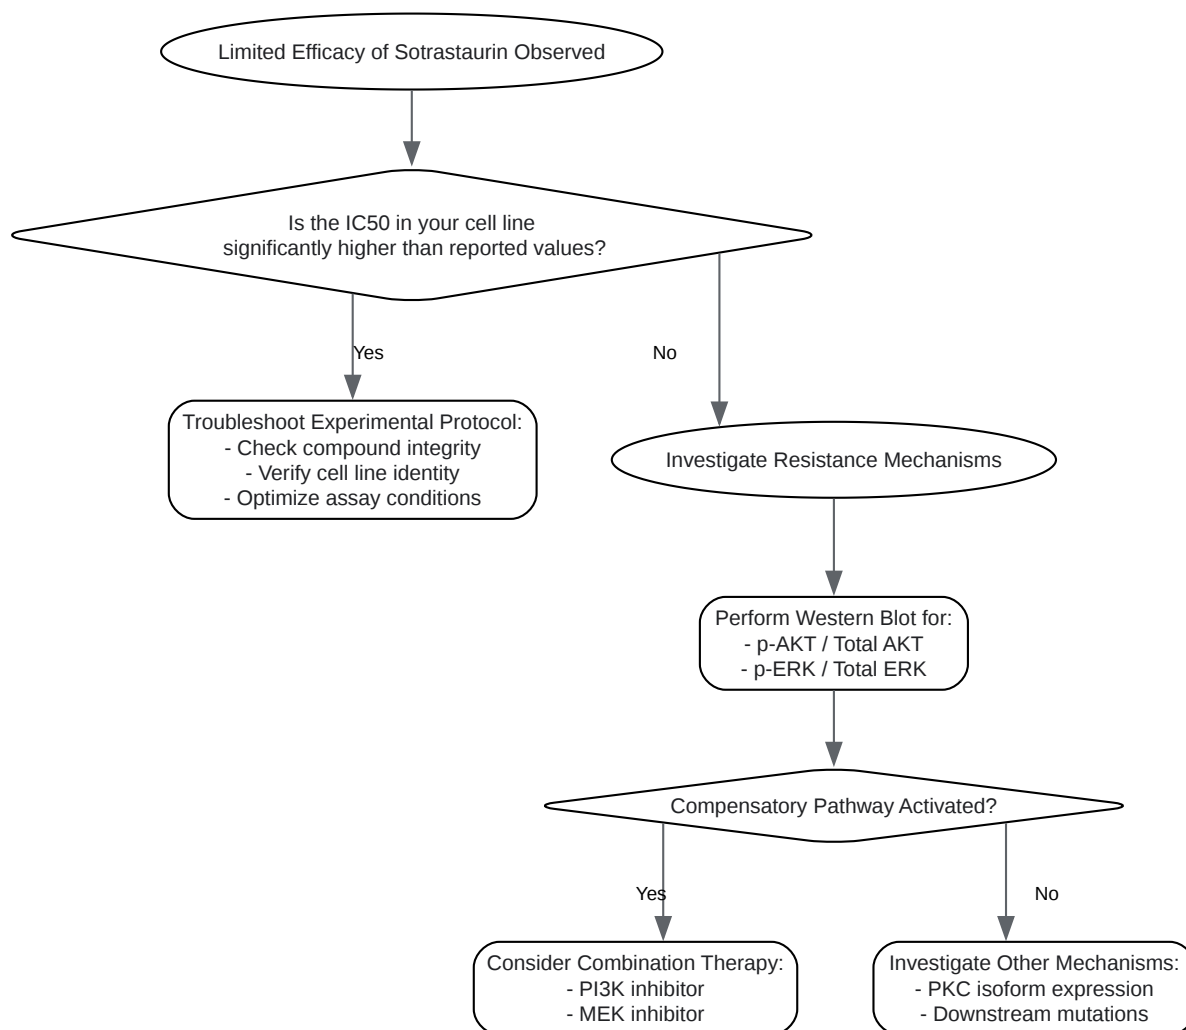 Limited Efficacy of Sotrastaurin Observed
Is the IC50 in your cell line
significantly higher than reported values?
Yes
No
Troubleshoot Experimental Protocol:
- Check compound integrity
- Verify cell line identity
- Optimize assay conditions
Investigate Resistance Mechanisms
Perform Western Blot for:
- p-AKT / Total AKT
- p-ERK / Total ERK
Compensatory Pathway Activated?
Yes
No
Consider Combination Therapy:
- PI3K inhibitor
- MEK inhibitor
Investigate Other Mechanisms:
- PKC isoform expression
- Downstream mutations